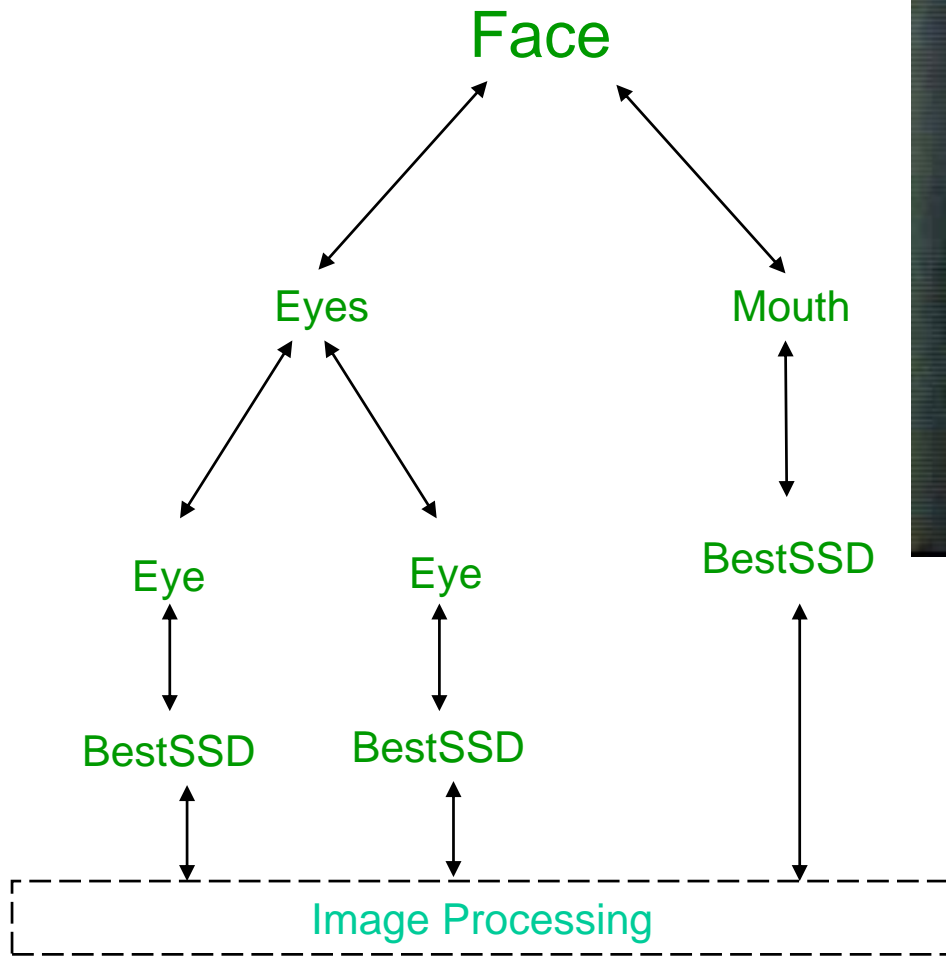 Face
Eyes
Mouth
Eye
Eye
BestSSD
BestSSD
BestSSD
Image Processing